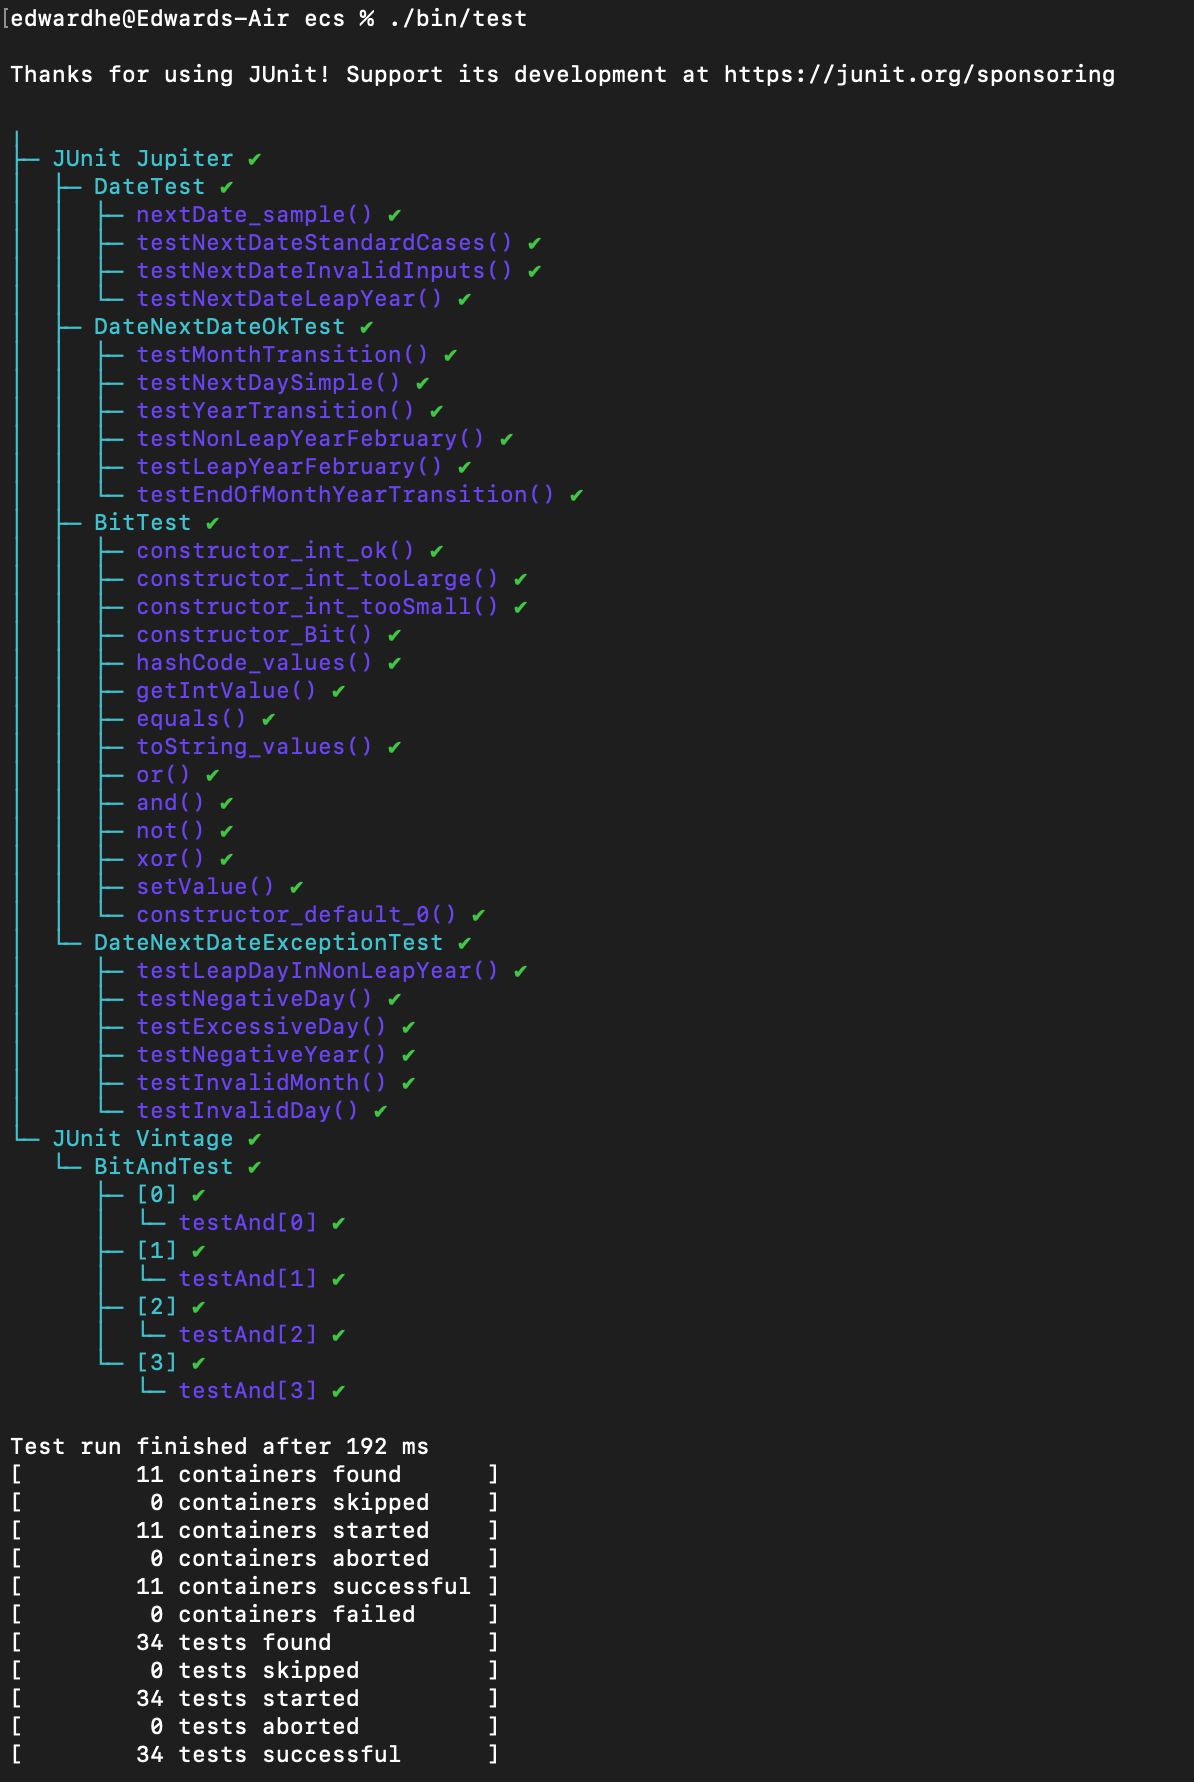 [edwardhe@Edwards-Air ecs % ./bin/test
Thanks for using JUnit! Support its development at https://junit.org/sponsoring
│
├─ JUnit Jupiter ✔
│  ├─ DateTest ✔
│  │  ├─ nextDate_sample() ✔
│  │  ├─ testNextDateStandardCases() ✔
│  │  ├─ testNextDateInvalidInputs() ✔
│  │  └─ testNextDateLeapYear() ✔
│  ├─ DateNextDateOkTest ✔
│  │  ├─ testMonthTransition() ✔
│  │  ├─ testNextDaySimple() ✔
│  │  ├─ testYearTransition() ✔
│  │  ├─ testNonLeapYearFebruary() ✔
│  │  ├─ testLeapYearFebruary() ✔
│  │  └─ testEndOfMonthYearTransition() ✔
│  ├─ BitTest ✔
│  │  ├─ constructor_int_ok() ✔
│  │  ├─ constructor_int_tooLarge() ✔
│  │  ├─ constructor_int_tooSmall() ✔
│  │  ├─ constructor_Bit() ✔
│  │  ├─ hashCode_values() ✔
│  │  ├─ getIntValue() ✔
│  │  ├─ equals() ✔
│  │  ├─ toString_values() ✔
│  │  ├─ or() ✔
│  │  ├─ and() ✔
│  │  ├─ not() ✔
│  │  ├─ xor() ✔
│  │  ├─ setValue() ✔
│  │  └─ constructor_default_0() ✔
│  └─ DateNextDateExceptionTest ✔
│     ├─ testLeapDayInNonLeapYear() ✔
│     ├─ testNegativeDay() ✔
│     ├─ testExcessiveDay() ✔
│     ├─ testNegativeYear() ✔
│     ├─ testInvalidMonth() ✔
│     └─ testInvalidDay() ✔
└─ JUnit Vintage ✔
   └─ BitAndTest ✔
      ├─ [0] ✔
      │  └─ testAnd[0] ✔
      ├─ [1] ✔
      │  └─ testAnd[1] ✔
      ├─ [2] ✔
      │  └─ testAnd[2] ✔
      └─ [3] ✔
         └─ testAnd[3] ✔
Test run finished after 192 ms
[        11 containers found      ]
[         0 containers skipped    ]
[        11 containers started    ]
[         0 containers aborted    ]
[        11 containers successful ]
[         0 containers failed     ]
[        34 tests found           ]
[         0 tests skipped         ]
[        34 tests started         ]
[         0 tests aborted         ]
[        34 tests successful      ]